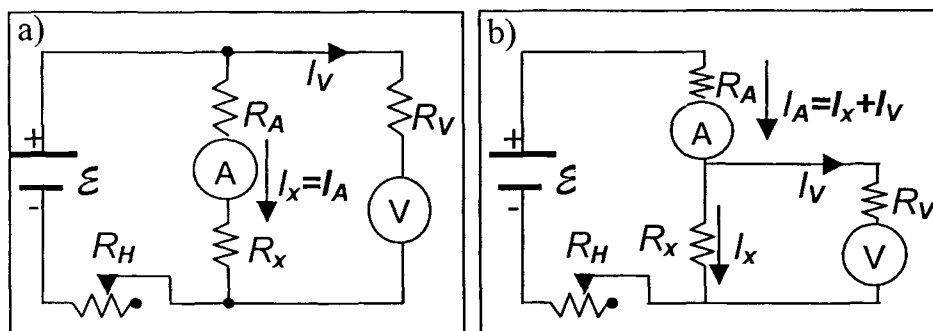 a)
I_V
R_A
R_V
+
A
I_x=I_A
ℰ
V
-
R_x
R_H
b)
R_A
I_A=I_x+I_V
+
A
I_V
ℰ
R_V
-
R_x
I_x
V
R_H